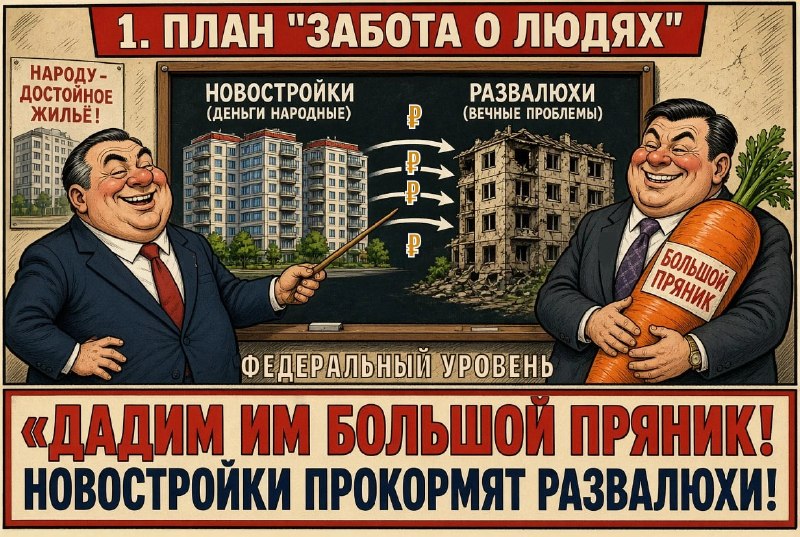 1. ПЛАН "ЗАБОТА О ЛЮДЯХ"
НАРОДУ -
ДОСТОЙНОЕ
ЖИЛЬЁ!
НОВОСТРОЙКИ
(ДЕНЬГИ НАРОДНЫЕ)
₽
₽
₽
₽
РАЗВАЛЮХИ
(ВЕЧНЫЕ ПРОБЛЕМЫ)
БОЛЬШОЙ
ПРЯНИК
ФЕДЕРАЛЬНЫЙ УРОВЕНЬ
«ДАДИМ ИМ БОЛЬШОЙ ПРЯНИК!
НОВОСТРОЙКИ ПРОКОРМЯТ РАЗВАЛЮХИ!